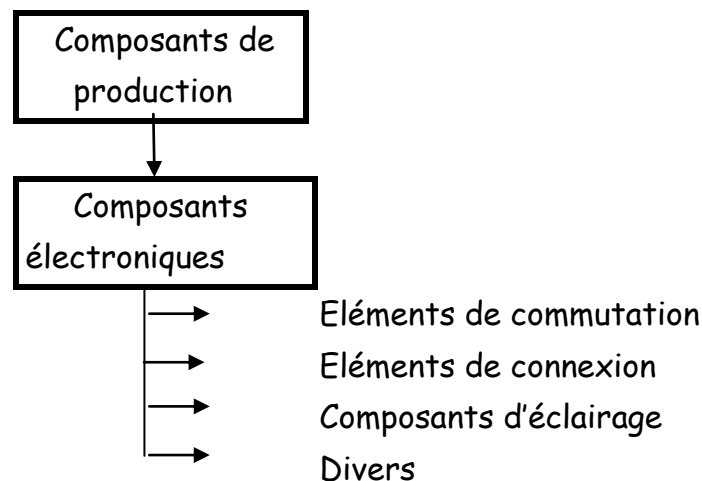 Composants de
production
Composants
électroniques
Eléments de commutation
Eléments de connexion
Composants d'éclairage
Divers